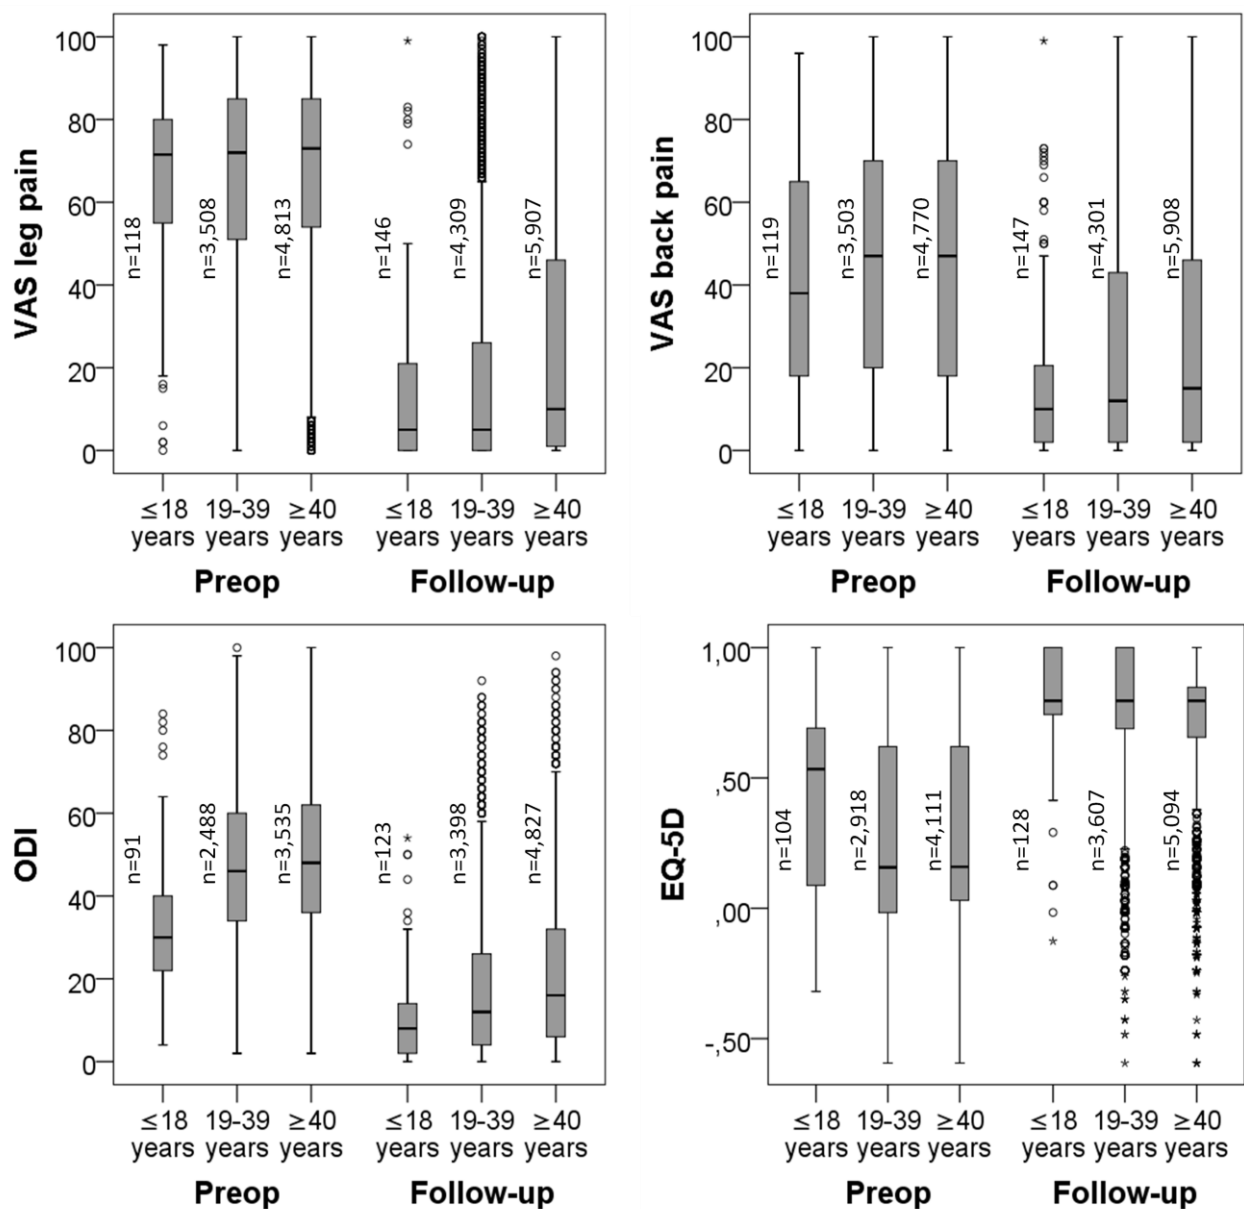 VAS leg pain
100
80
60
40
20
0
n=118
n=3,508
n=4,813
n=146
n=4,309
n=5,907
≤18 19-39 ≥40 ≤18 19-39 ≥40
years years years years years years
Preop Follow-up
VAS back pain
100
80
60
40
20
0
n=119
n=3,503
n=4,770
n=147
n=4,301
n=5,908
≤18 19-39 ≥40 ≤18 19-39 ≥40
years years years years years years
Preop Follow-up
ODI
100
80
60
40
20
0
n=91
n=2,488
n=3,535
n=123
n=3,398
n=4,827
≤18 19-39 ≥40 ≤18 19-39 ≥40
years years years years years years
Preop Follow-up
EQ-5D
1,00
,50
,00
-,50
n=104
n=2,918
n=4,111
n=128
n=3,607
n=5,094
≤18 19-39 ≥40 ≤18 19-39 ≥40
years years years years years years
Preop Follow-up